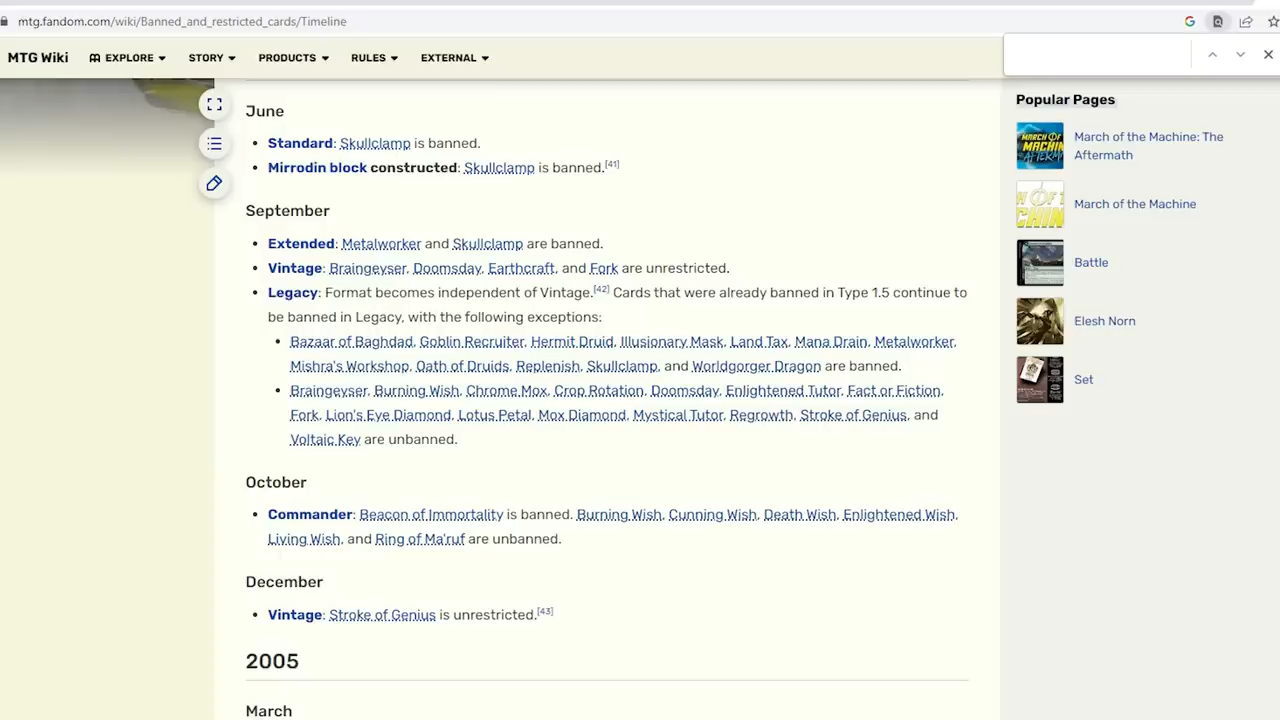 mtg.fandom.com/wiki/Banned_and_restricted_cards/Timeline
MTG Wiki
EXPLORE
STORY
PRODUCTS
RULES
EXTERNAL
June
Standard: Skullclamp is banned.
Mirrodin block constructed: Skullclamp is banned.[41]
September
Extended: Metalworker and Skullclamp are banned.
Vintage: Braingeyser, Doomsday, Earthcraft, and Fork are unrestricted.
Legacy: Format becomes independent of Vintage.[42] Cards that were already banned in Type 1.5 continue to
be banned in Legacy, with the following exceptions:
Bazaar of Baghdad, Goblin Recruiter, Hermit Druid, Illusionary Mask, Land Tax, Mana Drain, Metalworker,
Mishra's Workshop, Oath of Druids, Replenish, Skullclamp, and Worldgorger Dragon are banned.
Braingeyser, Burning Wish, Chrome Mox, Crop Rotation, Doomsday, Enlightened Tutor, Fact or Fiction,
Fork, Lion's Eye Diamond, Lotus Petal, Mox Diamond, Mystical Tutor, Regrowth, Stroke of Genius, and
Voltaic Key are unbanned.
October
Commander: Beacon of Immortality is banned. Burning Wish, Cunning Wish, Death Wish, Enlightened Wish,
Living Wish, and Ring of Ma'ruf are unbanned.
December
Vintage: Stroke of Genius is unrestricted.[43]
2005
March
Popular Pages
March of the Machine: The
Aftermath
March of the Machine
Battle
Elesh Norn
Set